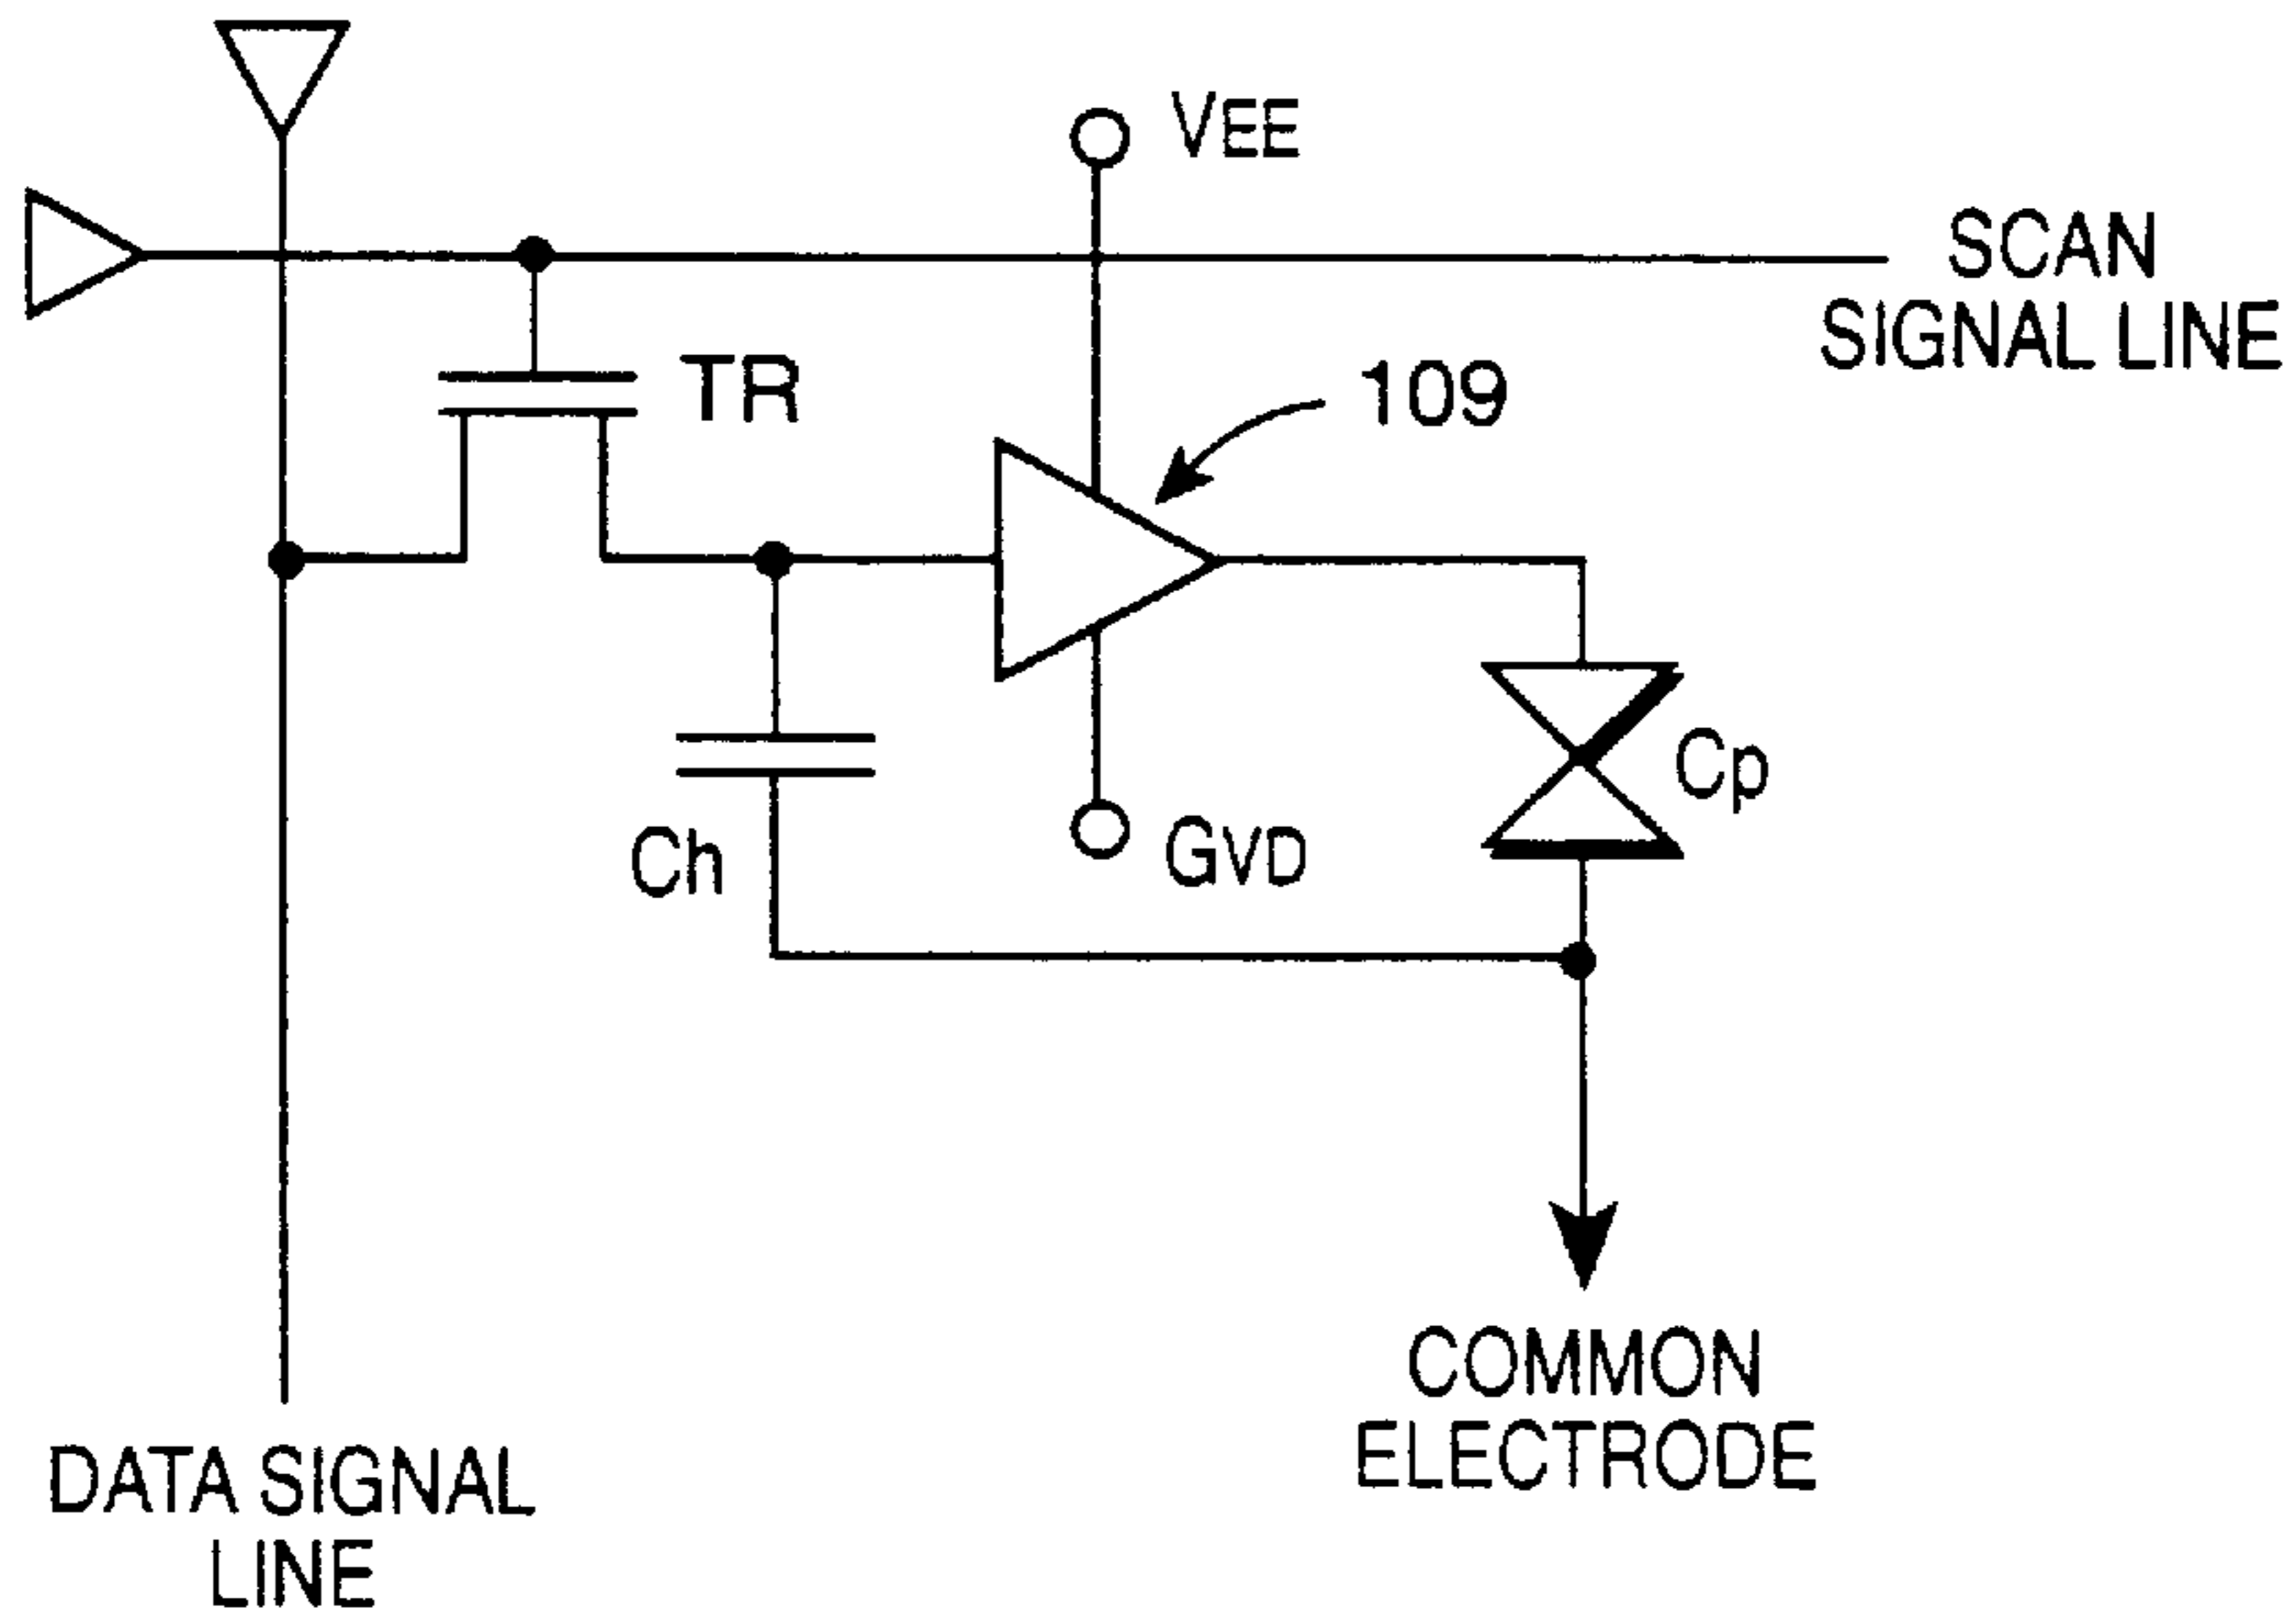 VEE
SCAN
SIGNAL LINE
TR
109
Cp
Ch
GVD
COMMON
ELECTRODE
DATA SIGNAL
LINE